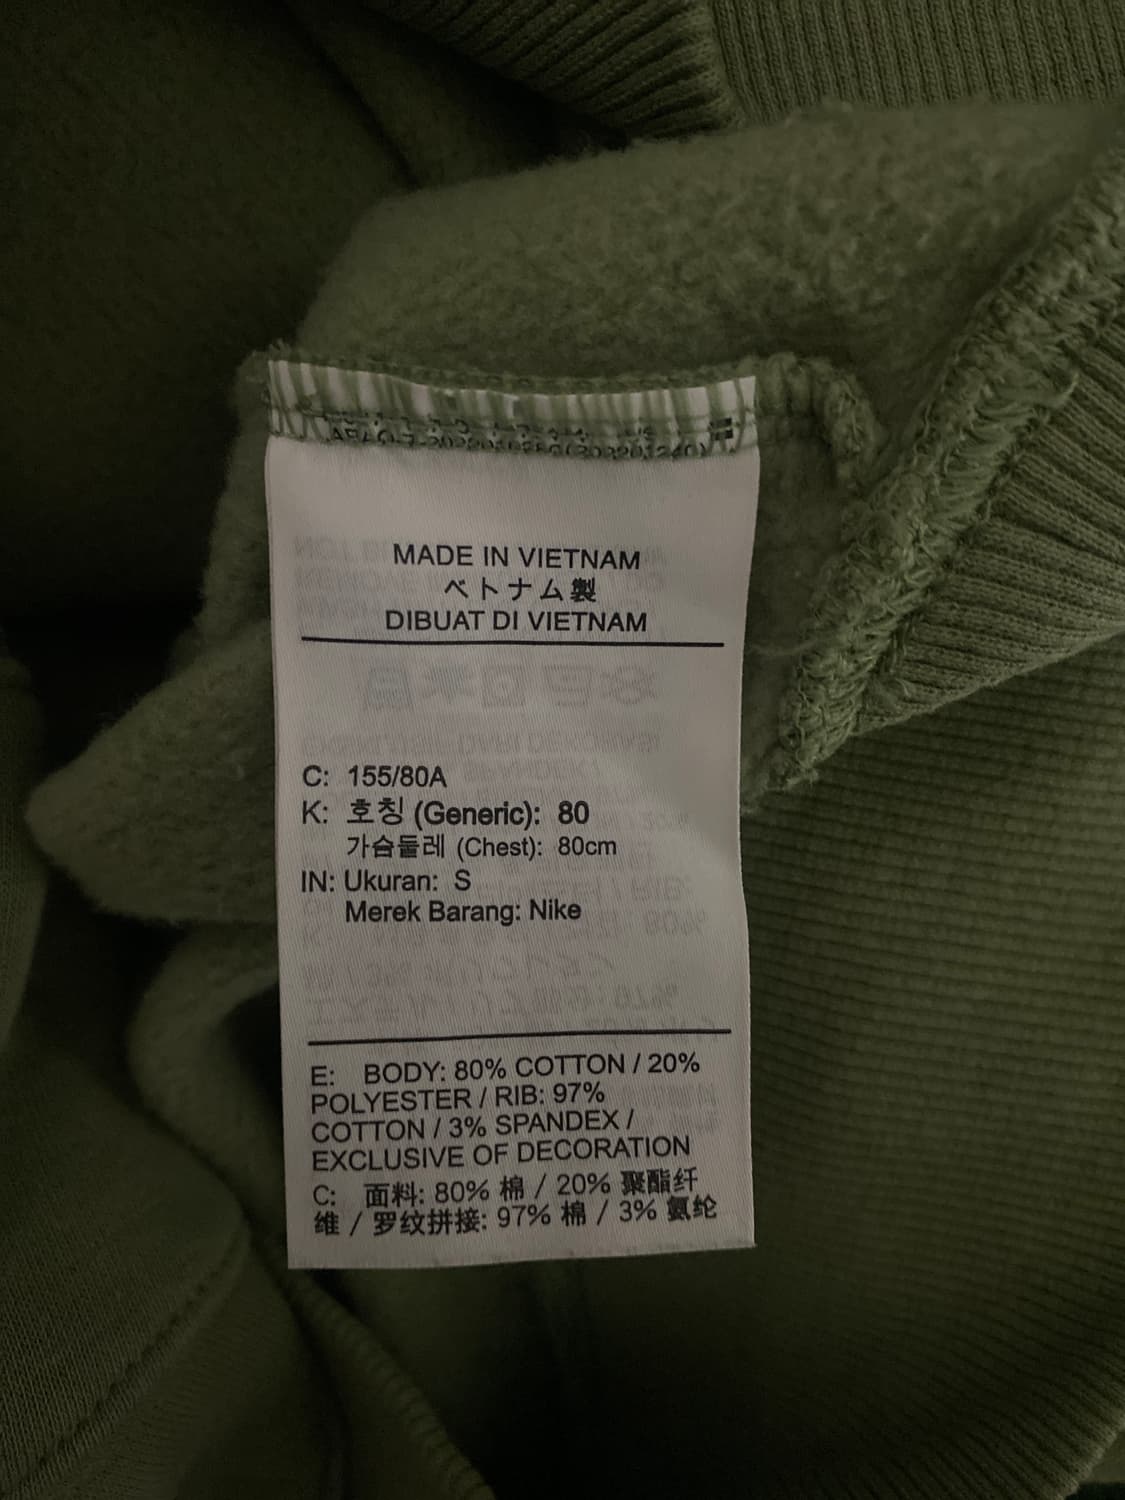 MADE IN VIETNAM
ベトナム製
DIBUAT DI VIETNAM
C: 155/80A
K: 호칭 (Generic): 80
가슴둘레 (Chest): 80cm
IN: Ukuran: S
Merek Barang: Nike
E: BODY: 80% COTTON / 20%
POLYESTER / RIB: 97%
COTTON / 3% SPANDEX /
EXCLUSIVE OF DECORATION
C: 面料: 80% 棉 / 20% 聚酯纤
维 / 罗纹拼接: 97% 棉 / 3% 氨纶